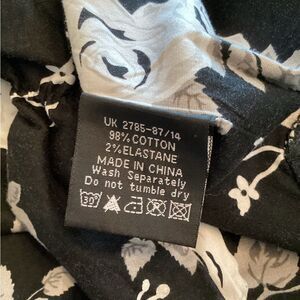 UK 2785-87/14
98% COTTON
2% ELASTANE
MADE IN CHINA
Wash Separately
Do not tumble dry
30°